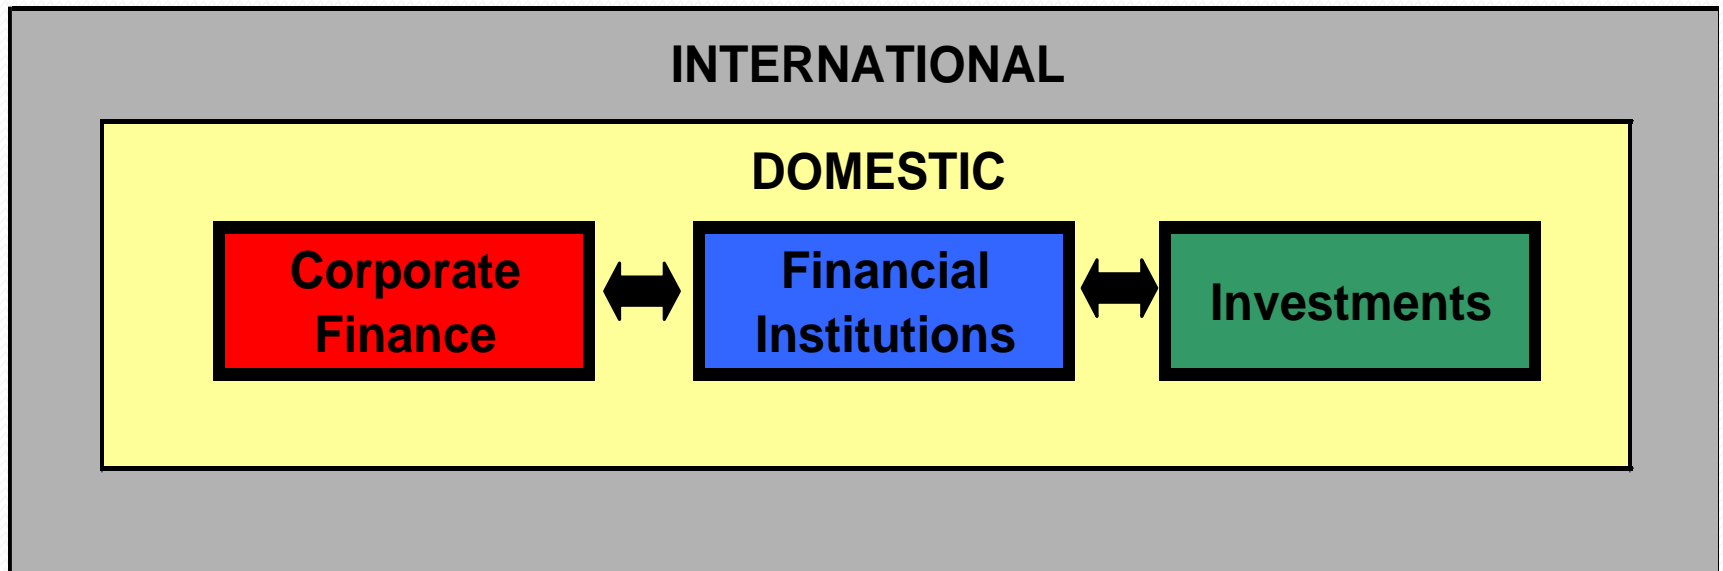 INTERNATIONAL
DOMESTIC
Corporate
Finance
Financial
Institutions
Investments